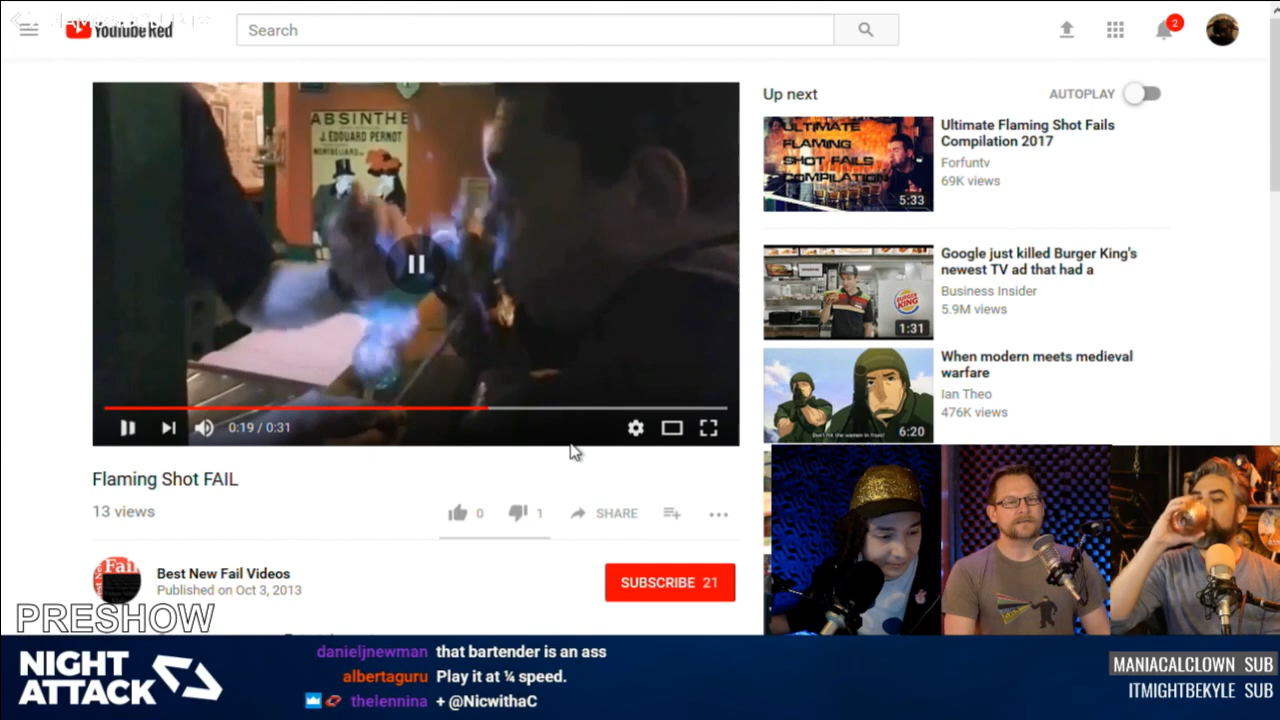 YouTube Red
Search
2
ABSINTHE
J. EDOUARD PERNOT
0:19 / 0:31
Flaming Shot FAIL
13 views
0
1
SHARE
Fail
Best New Fail Videos
Published on Oct 3, 2013
SUBSCRIBE 21
Up next
AUTOPLAY
ULTIMATE
FLAMING
SHOT FAILS
COMPILATION
5:33
Ultimate Flaming Shot Fails
Compilation 2017
Forfuntv
69K views
BURGER
KING
1:31
Google just killed Burger King's
newest TV ad that had a
Business Insider
5.9M views
6:20
When modern meets medieval
warfare
Ian Theo
476K views
PRESHOW
NIGHT
ATTACK
danieljnewman that bartender is an ass
albertaguru Play it at ¼ speed.
thelennina + @NicwithaC
MANIACALCLOWN SUB
ITMIGHTBEKYLE SUB